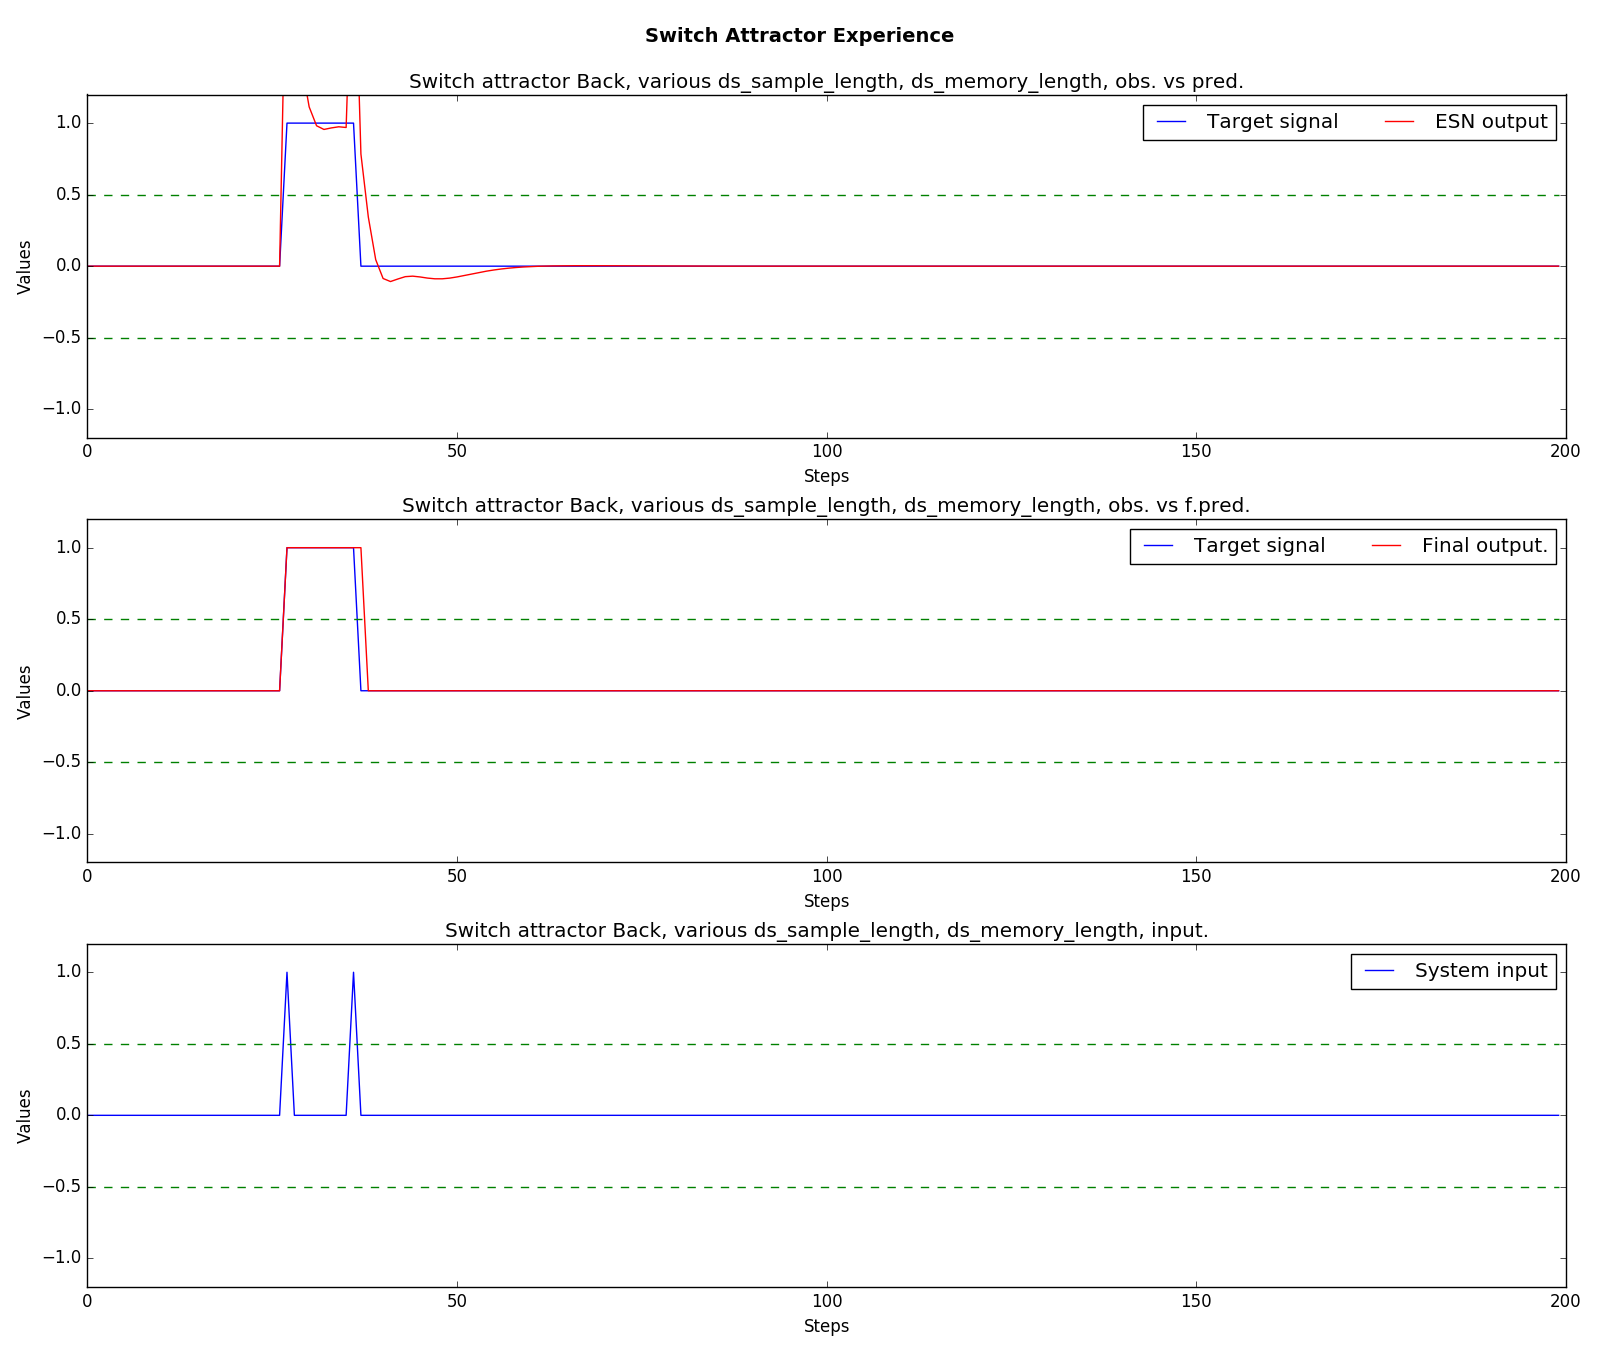 Switch Attractor Experience
Switch attractor Back, various ds_sample_length, ds_memory_length, obs. vs pred.
Target signal ESN output
1.0
0.5
0.0
−0.5
−1.0
Values
0 50 100 150 200
Steps
Switch attractor Back, various ds_sample_length, ds_memory_length, obs. vs f.pred.
Target signal Final output.
1.0
0.5
0.0
−0.5
−1.0
Values
0 50 100 150 200
Steps
Switch attractor Back, various ds_sample_length, ds_memory_length, input.
System input
1.0
0.5
0.0
−0.5
−1.0
Values
0 50 100 150 200
Steps